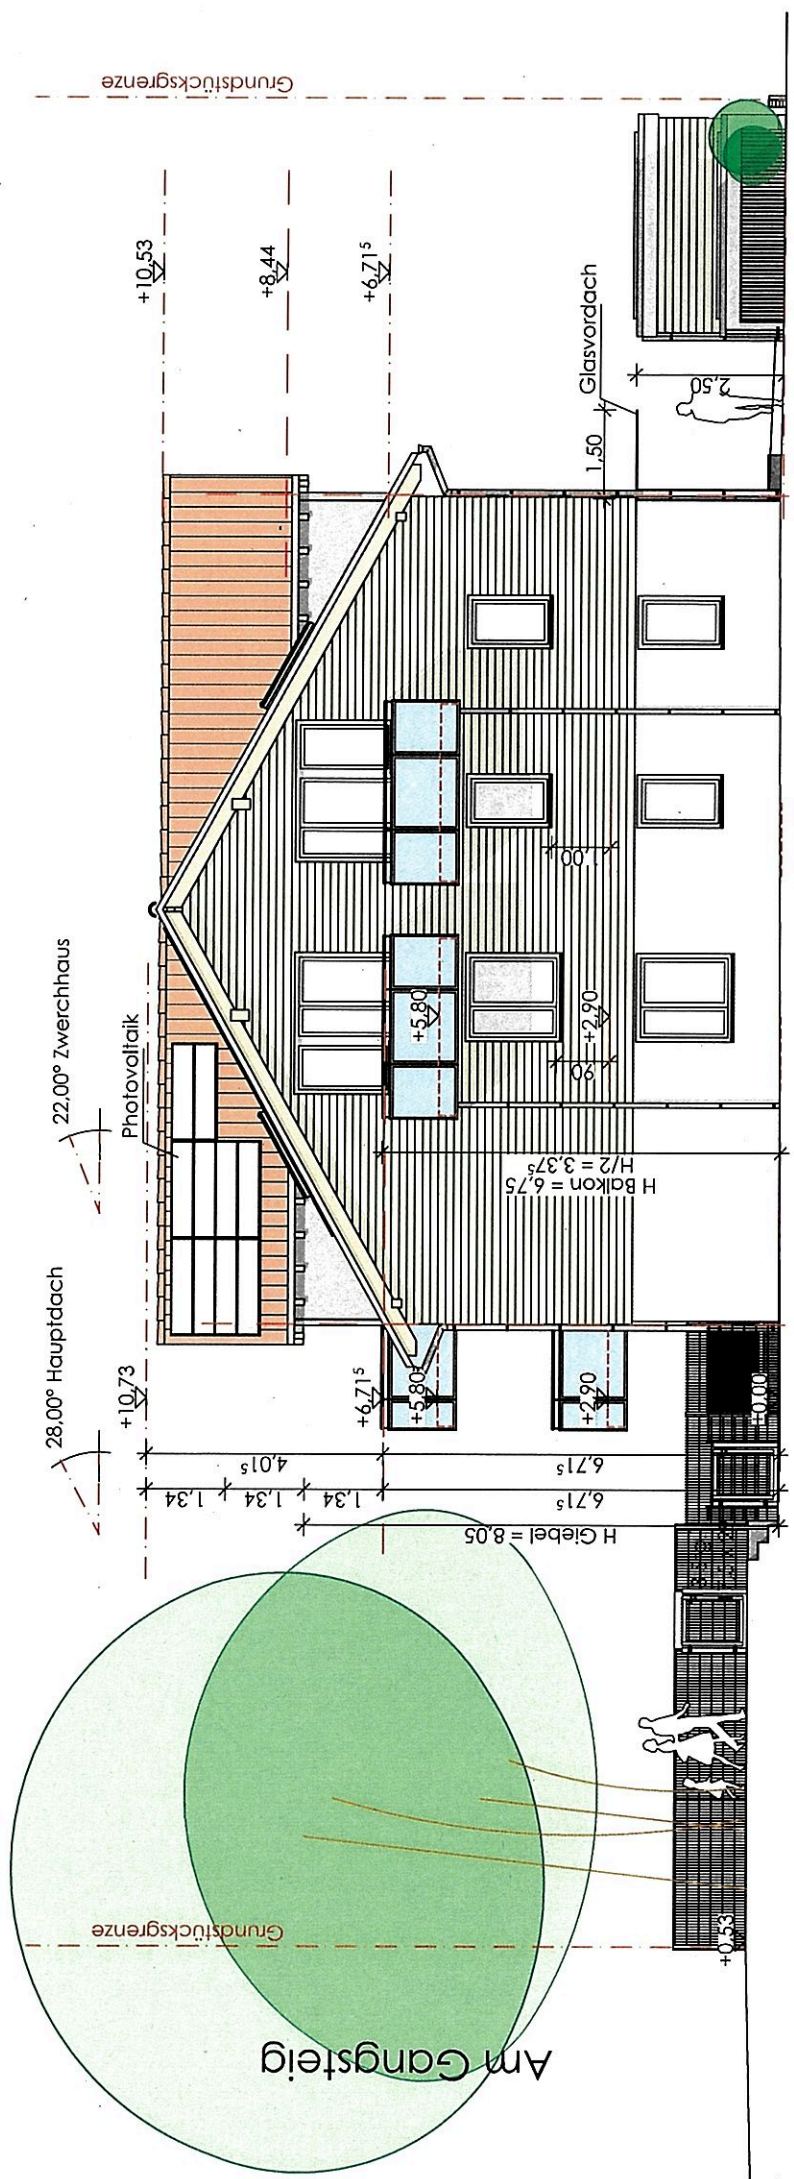 Am Gangsteig
Grundstücksgrenze
+0,53
28,00° Hauptdach
22,00° Zwerchhaus
Photovoltaik
+10,73
+6,71⁵
+5,80
+2,90
±0,00
1,34
1,34
1,34
4,01⁵
6,71⁵
6,71⁵
H Giebel = 8,05
H Balkon = 6,75
H/2 = 3,37⁵
+5,80
+2,90
90
1,50
Glasvordach
2,50
+10,53
+8,44
+6,71⁵
Grundstücksgrenze